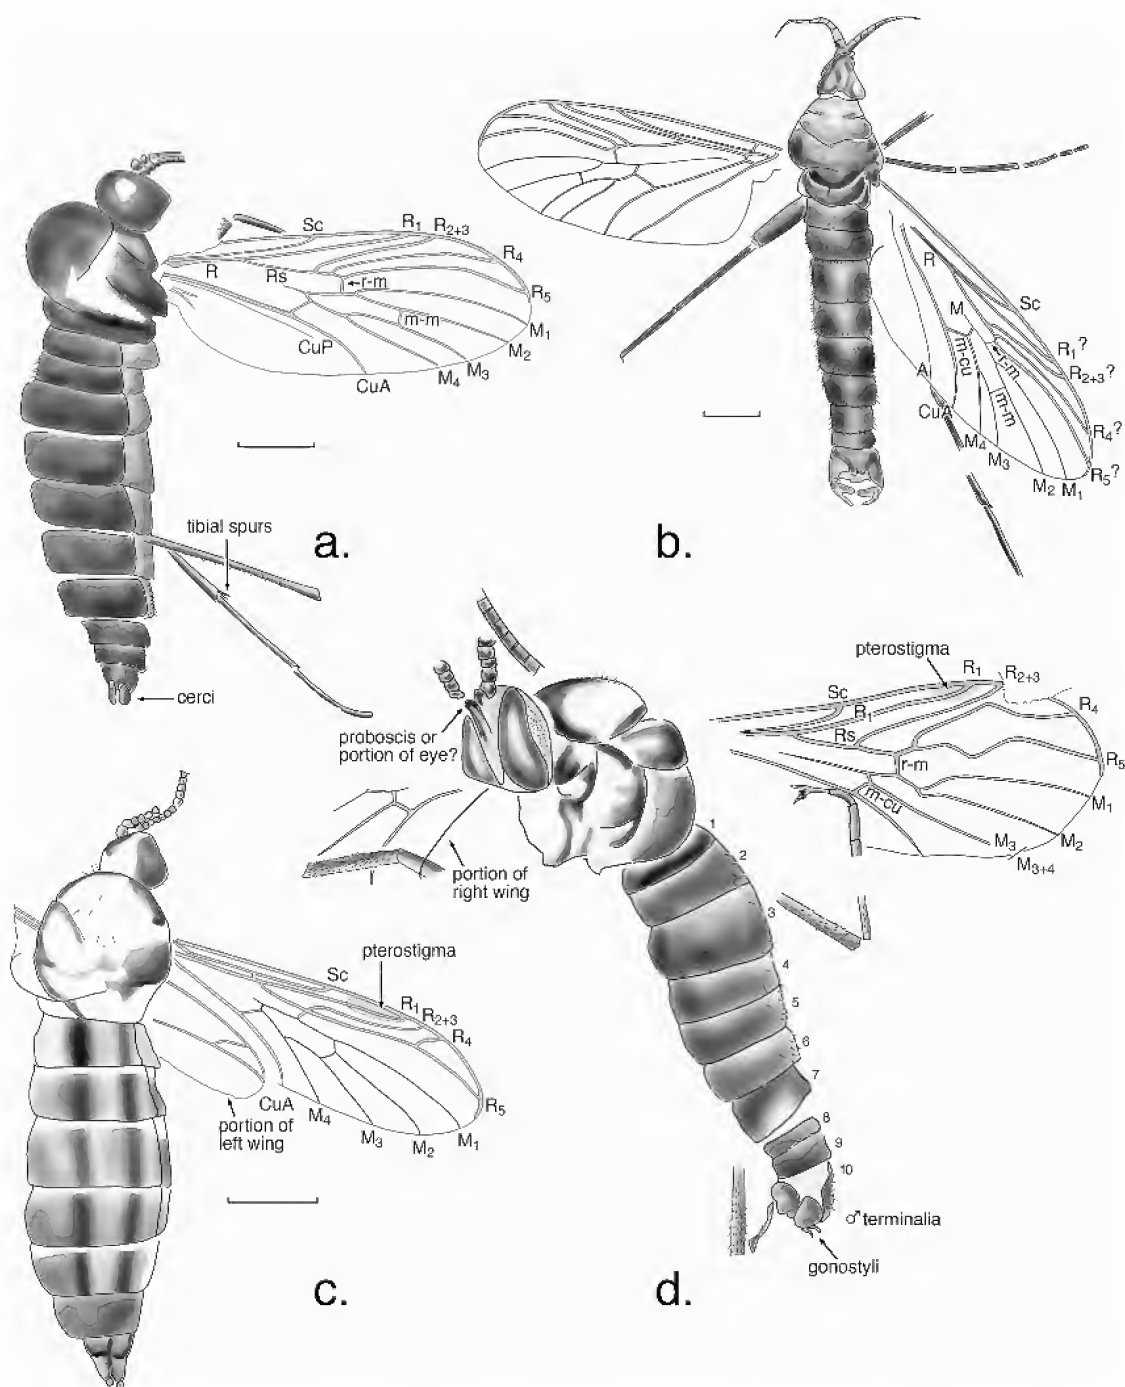 Sc
R1
R2+3
R4
R
Rs
r-m
R5
m-m
M1
M2
CuP
M3
M4
CuA
tibial spurs
a.
cerci
R
Sc
M
R1?
m-cu
r-m
R2+3?
A
m-m
CuA
M4
M3
R4?
R5?
M2
M1
b.
pterostigma
R1
R2+3
Sc
R1
R4
Rs
proboscis or
portion of eye?
r-m
R5
m-cu
M1
M3
M2
M3+4
1
2
portion of
right wing
3
4
5
6
7
8
9
10
♂ terminalia
gonostyli
d.
pterostigma
Sc
R1
R2+3
R4
CuA
R5
portion of
left wing
M4
M3
M2
M1
c.